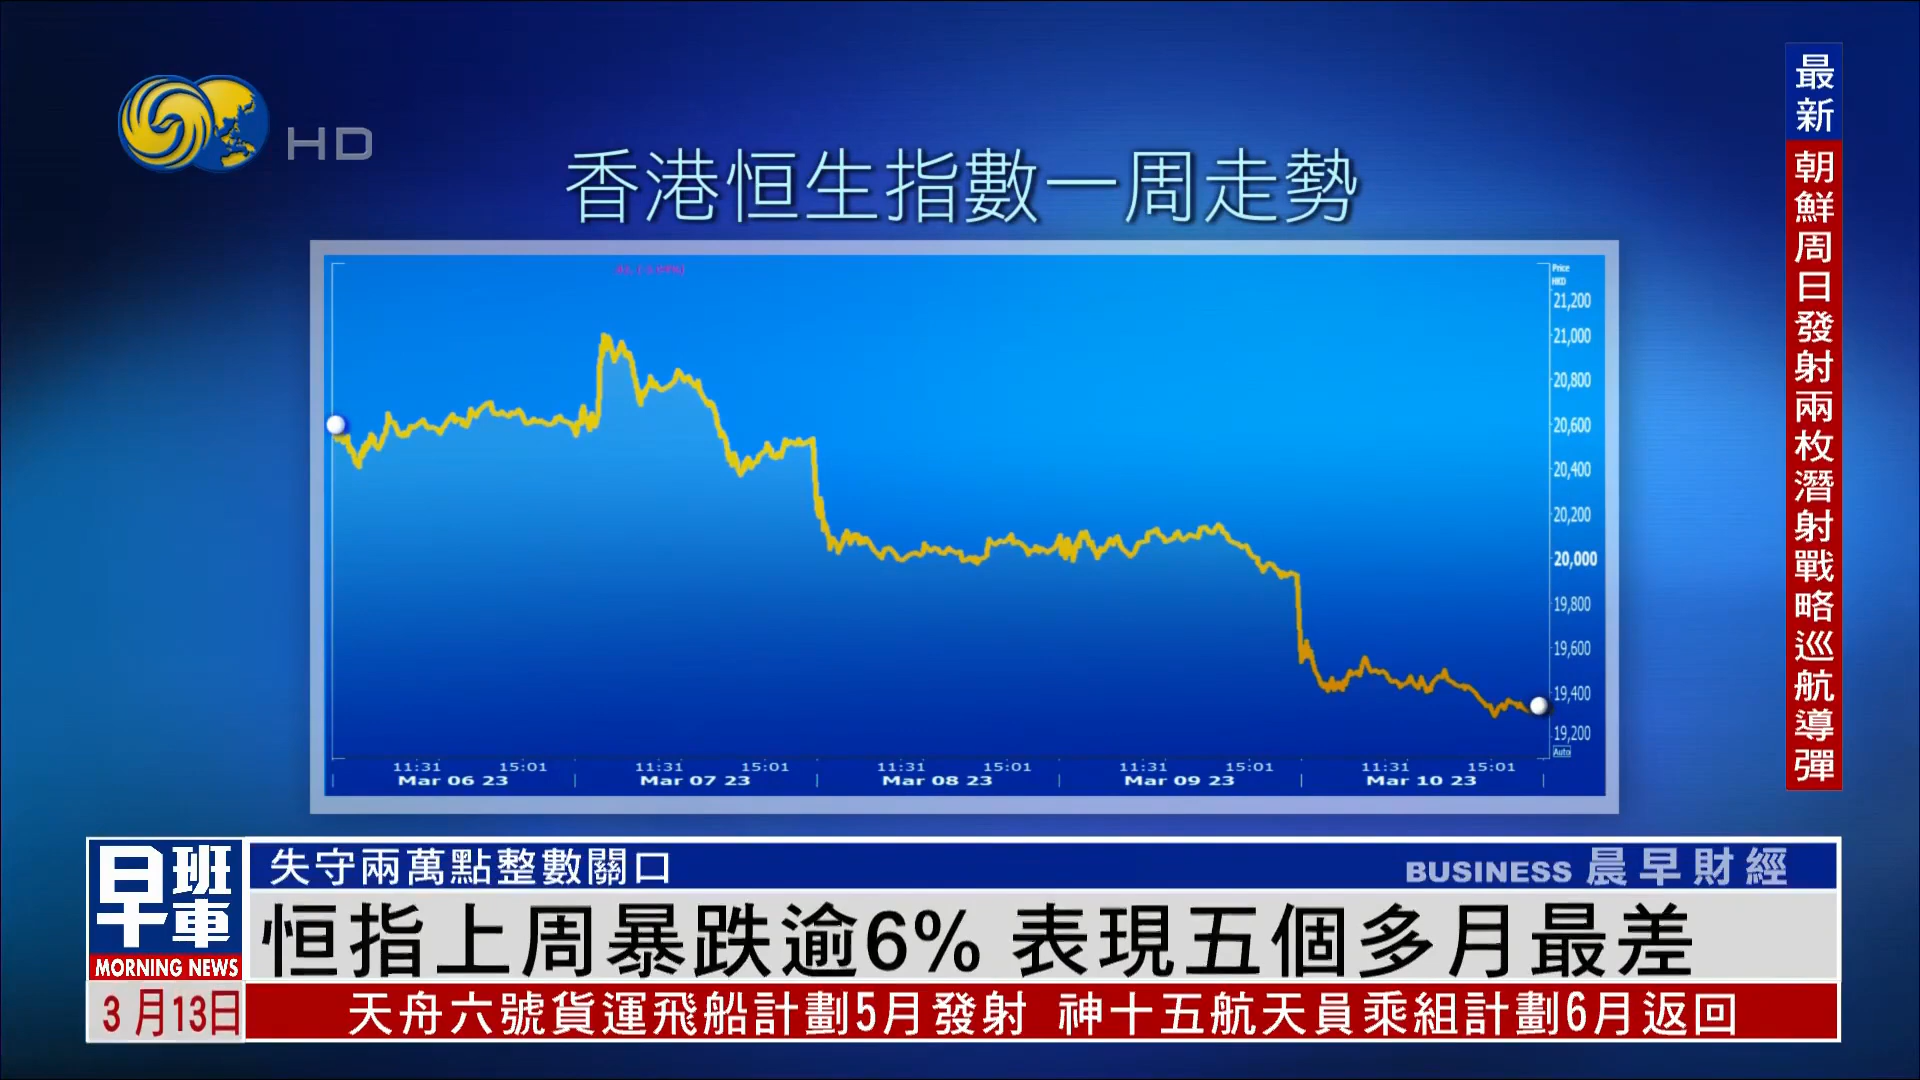 HD
香港恒生指數一周走勢
Price
HKD
21,200
21,000
20,800
20,600
20,400
20,200
20,000
19,800
19,600
19,400
19,200
Auto
11:31 15:01 11:31 15:01 11:31 15:01 11:31 15:01 11:31 15:01
Mar 06 23 Mar 07 23 Mar 08 23 Mar 09 23 Mar 10 23
最新
朝鮮周日發射兩枚潛射戰略巡航導彈
早班車
MORNING NEWS
失守兩萬點整數關口
BUSINESS 晨早財經
恒指上周暴跌逾6% 表現五個多月最差
3月13日
天舟六號貨運飛船計劃5月發射 神十五航天員乘組計劃6月返回